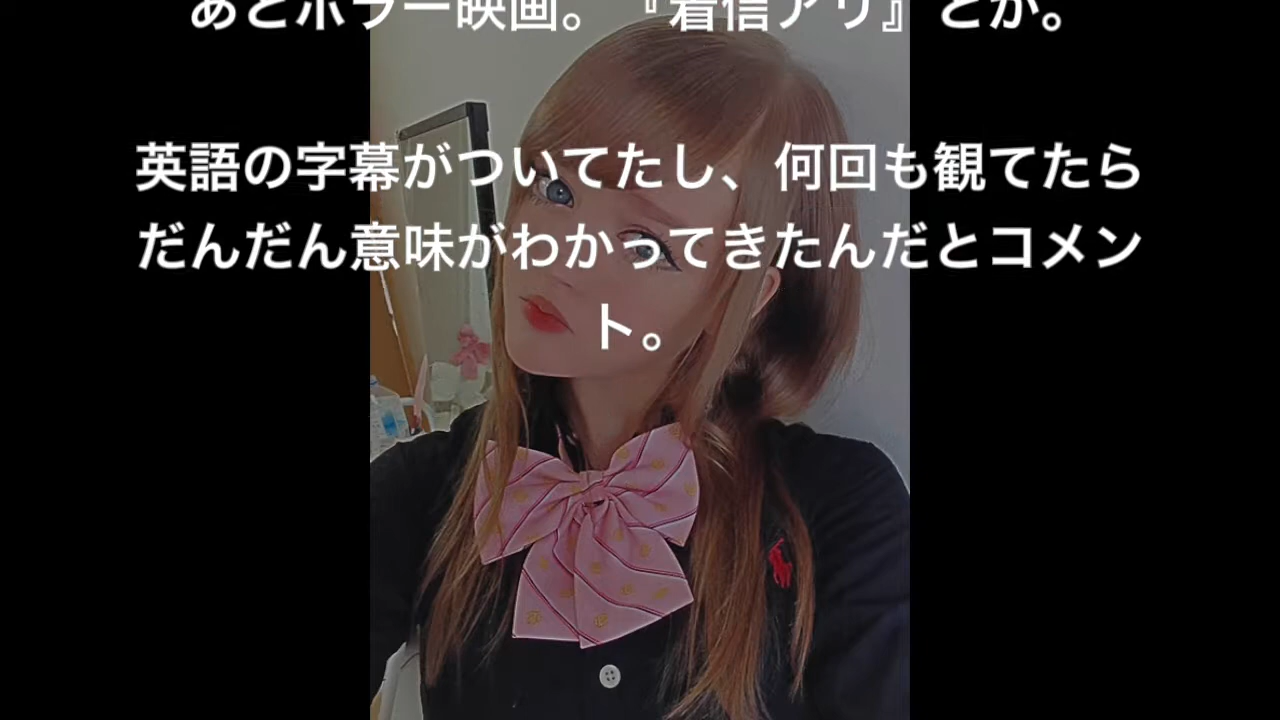 あとホラー映画。『着信アリ』とか。
英語の字幕がついてたし、何回も観てたら
だんだん意味がわかってきたんだとコメン
ト。